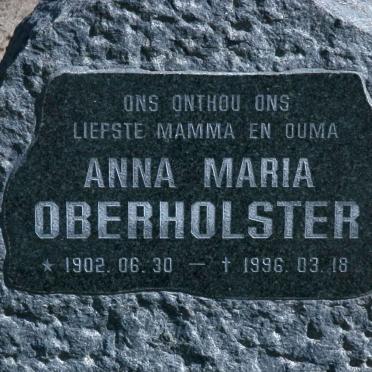 ONS ONTHOU ONS
LIEFSTE MAMMA EN OUMA
ANNA MARIA
OBERHOLSTER
★ 1902. 06. 30 — † 1996. 03. 18